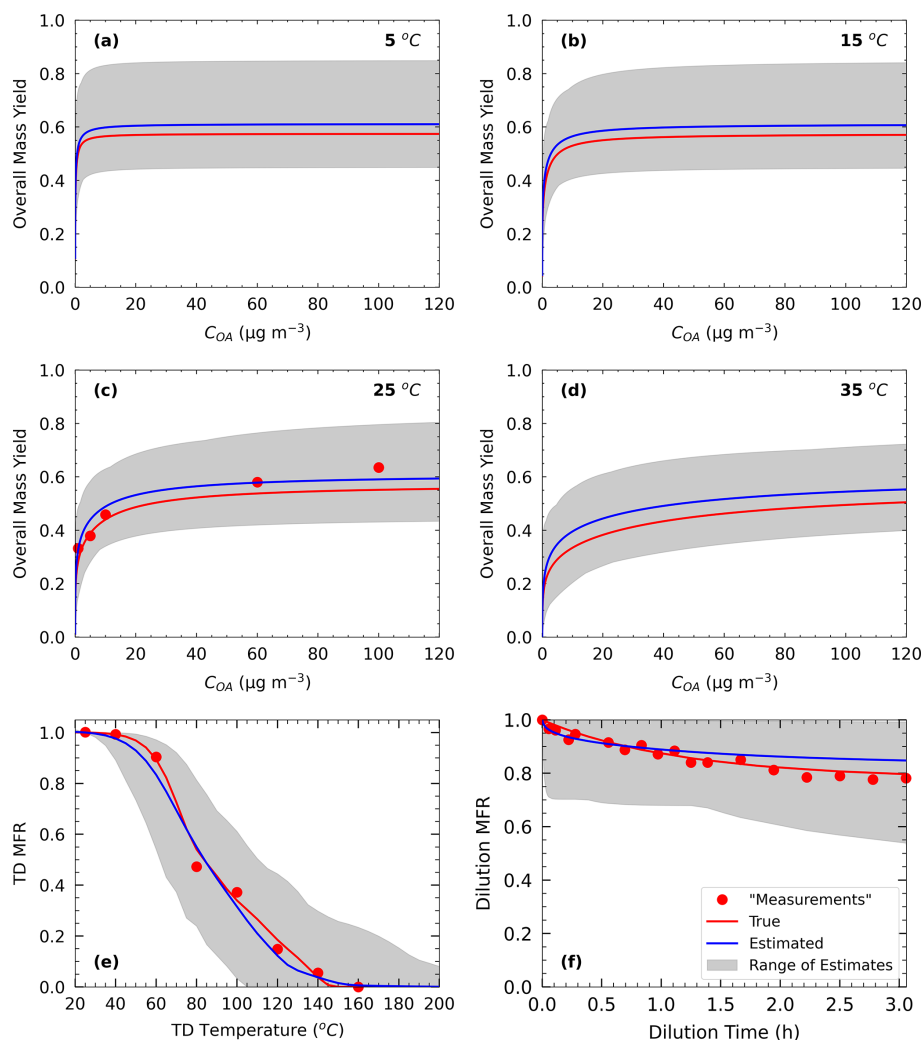 (a) 5 °C
1.0
0.8
0.6
0.4
0.2
0.0
Overall Mass Yield
0 20 40 60 80 100 120
C_OA (µg m⁻³)
(b) 15 °C
1.0
0.8
0.6
0.4
0.2
0.0
Overall Mass Yield
0 20 40 60 80 100 120
C_OA (µg m⁻³)
(c) 25 °C
1.0
0.8
0.6
0.4
0.2
0.0
Overall Mass Yield
0 20 40 60 80 100 120
C_OA (µg m⁻³)
(d) 35 °C
1.0
0.8
0.6
0.4
0.2
0.0
Overall Mass Yield
0 20 40 60 80 100 120
C_OA (µg m⁻³)
1.0
0.8
0.6
0.4
0.2
0.0
TD MFR
(e)
20 40 60 80 100 120 140 160 180 200
TD Temperature (°C)
1.0
0.8
0.6
0.4
0.2
0.0
Dilution MFR
"Measurements"
True
Estimated
Range of Estimates
(f)
0.0 0.5 1.0 1.5 2.0 2.5 3.0
Dilution Time (h)